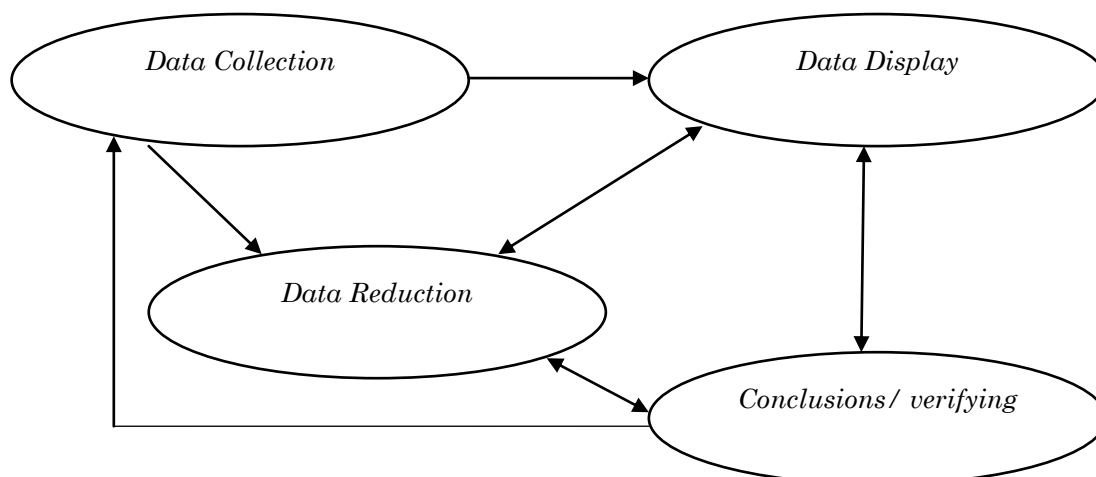 Data Collection
Data Display
Data Reduction
Conclusions/ verifying